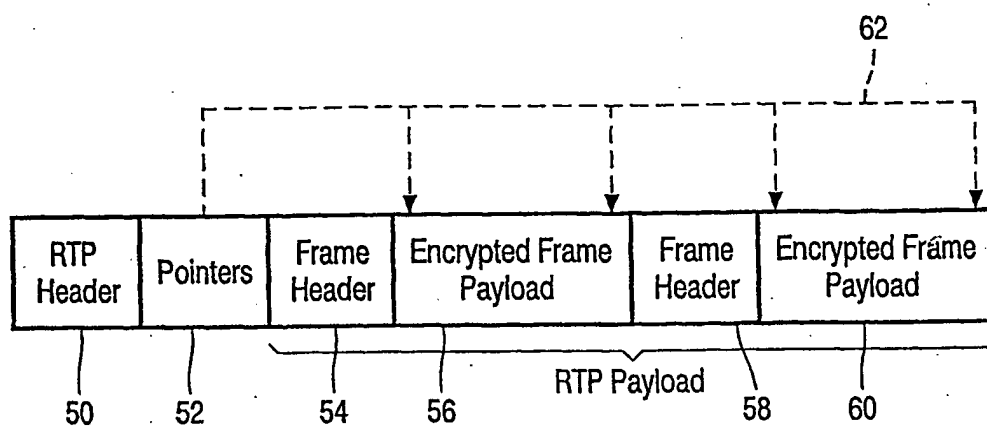 62
RTP
Header
Pointers
Frame
Header
Encrypted Frame
Payload
Frame
Header
Encrypted Frame
Payload
RTP Payload
50
52
54
56
58
60